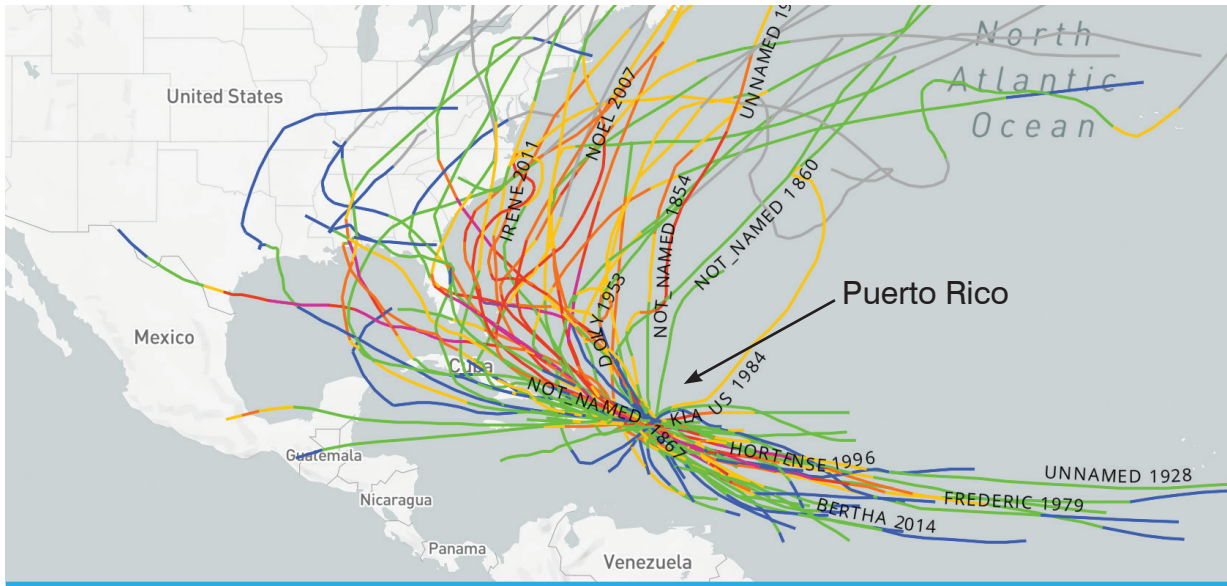 North
Atlantic
Ocean
United States
UNNAMED 19
NOEL 2007
IRENE 2011
NOT_NAMED 1854
NOT_NAMED 1860
DOLLY 1953
Puerto Rico
Mexico
Cuba
NOT_NAMED 1867
KLAUS 1984
HORTENSE 1996
UNNAMED 1928
FREDERIC 1979
BERTHA 2014
Guatemala
Nicaragua
Panama
Venezuela